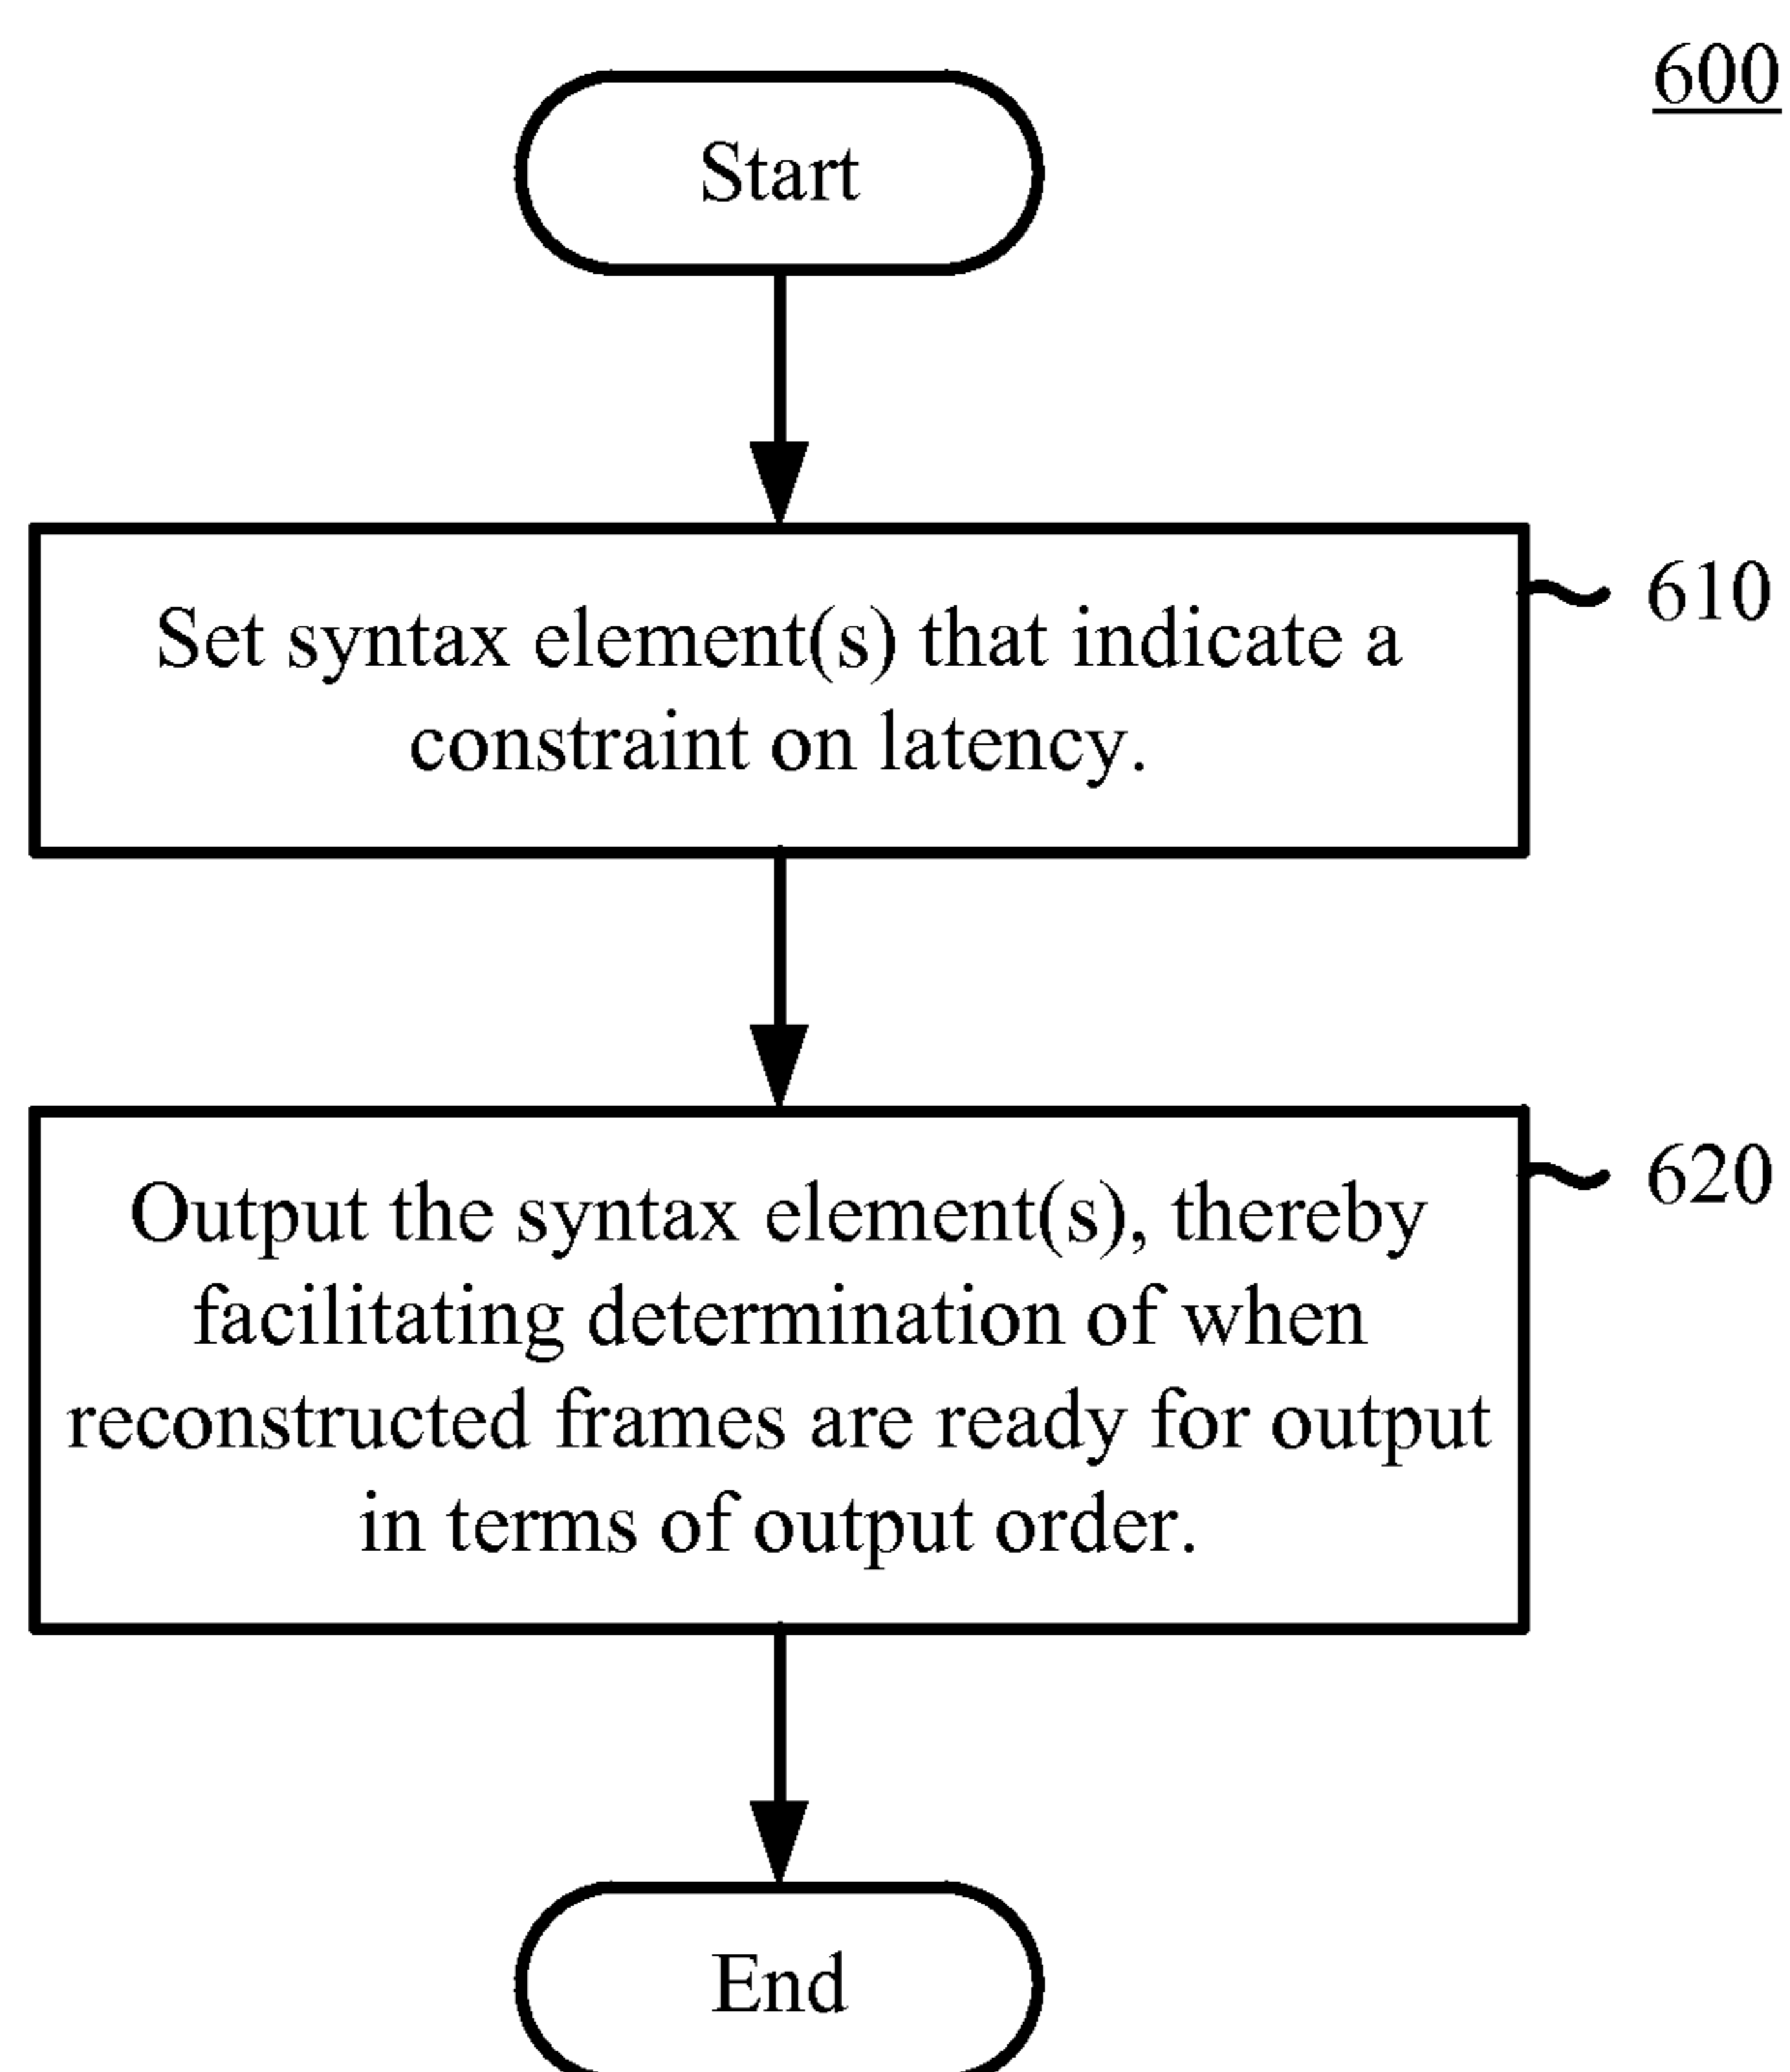 600
Start
610
Set syntax element(s) that indicate a
constraint on latency.
620
Output the syntax element(s), thereby
facilitating determination of when
reconstructed frames are ready for output
in terms of output order.
End